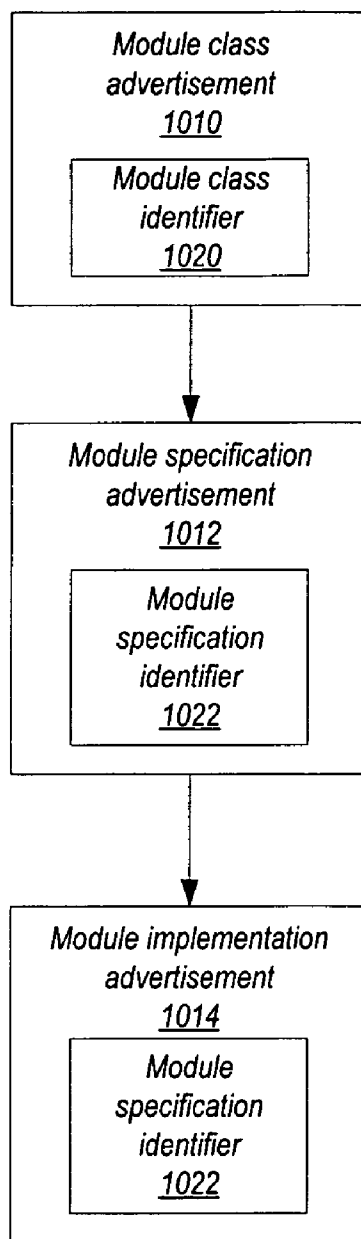 Module class
advertisement
1010
Module class
identifier
1020
Module specification
advertisement
1012
Module
specification
identifier
1022
Module implementation
advertisement
1014
Module
specification
identifier
1022